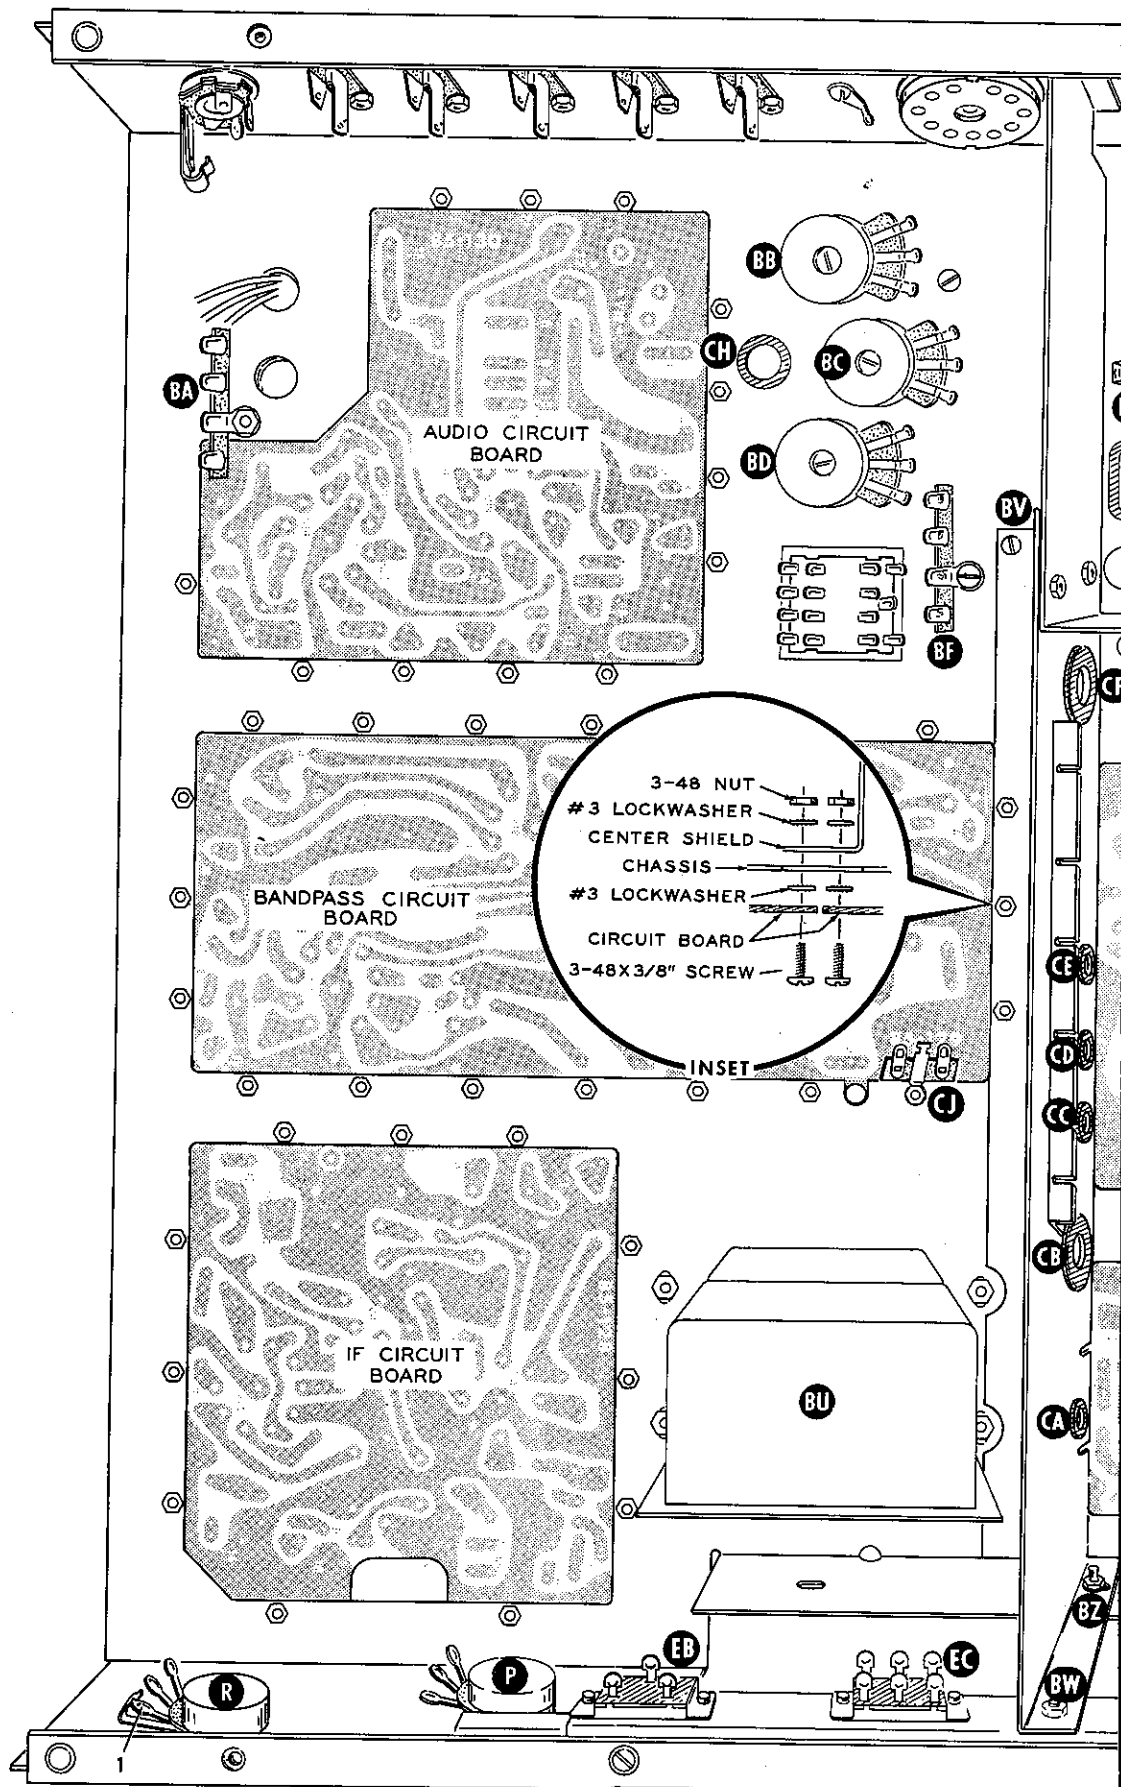 BB
CH
BC
BA
AUDIO CIRCUIT
BOARD
BD
BV
BF
CF
3-48 NUT
#3 LOCKWASHER
CENTER SHIELD
CHASSIS
#3 LOCKWASHER
CIRCUIT BOARD
3-48X3/8" SCREW
INSET
BANDPASS CIRCUIT
BOARD
CE
CD
CC
CJ
CB
IF CIRCUIT
BOARD
BU
CA
BZ
EB
EC
R
P
BW
1